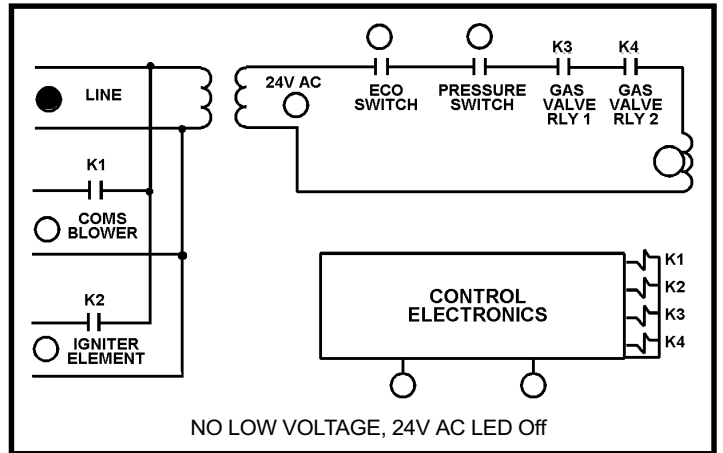 LINE
24V AC
ECO
SWITCH
PRESSURE
SWITCH
K3
GAS
VALVE
RLY 1
K4
GAS
VALVE
RLY 2
K1
COMS
BLOWER
K2
IGNITER
ELEMENT
CONTROL
ELECTRONICS
K1
K2
K3
K4
NO LOW VOLTAGE, 24V AC LED Off